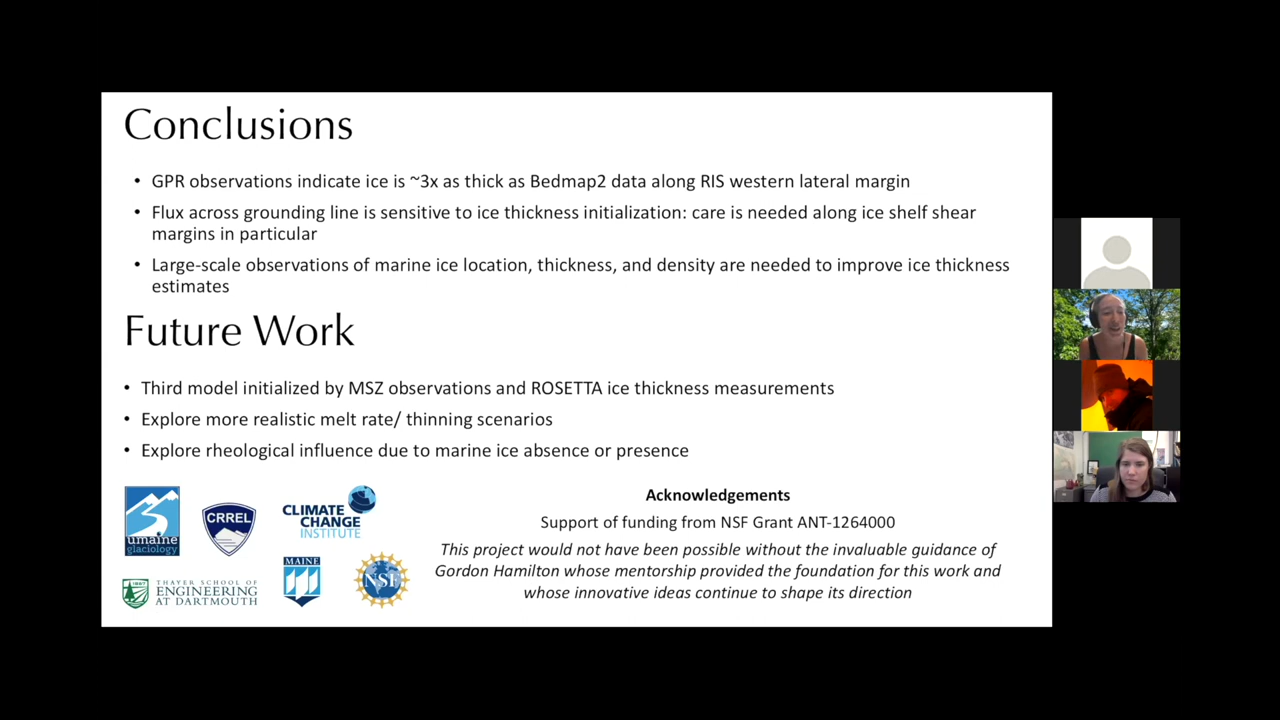 Conclusions
• GPR observations indicate ice is ~3x as thick as Bedmap2 data along RIS western lateral margin
• Flux across grounding line is sensitive to ice thickness initialization: care is needed along ice shelf shear
margins in particular
• Large-scale observations of marine ice location, thickness, and density are needed to improve ice thickness
estimates
Future Work
• Third model initialized by MSZ observations and ROSETTA ice thickness measurements
• Explore more realistic melt rate/ thinning scenarios
• Explore rheological influence due to marine ice absence or presence
umaine
glaciology
CRREL
CLIMATE
CHANGE
INSTITUTE
1867
THAYER SCHOOL OF
ENGINEERING
AT DARTMOUTH
MAINE
NSF
Acknowledgements
Support of funding from NSF Grant ANT-1264000
This project would not have been possible without the invaluable guidance of
Gordon Hamilton whose mentorship provided the foundation for this work and
whose innovative ideas continue to shape its direction